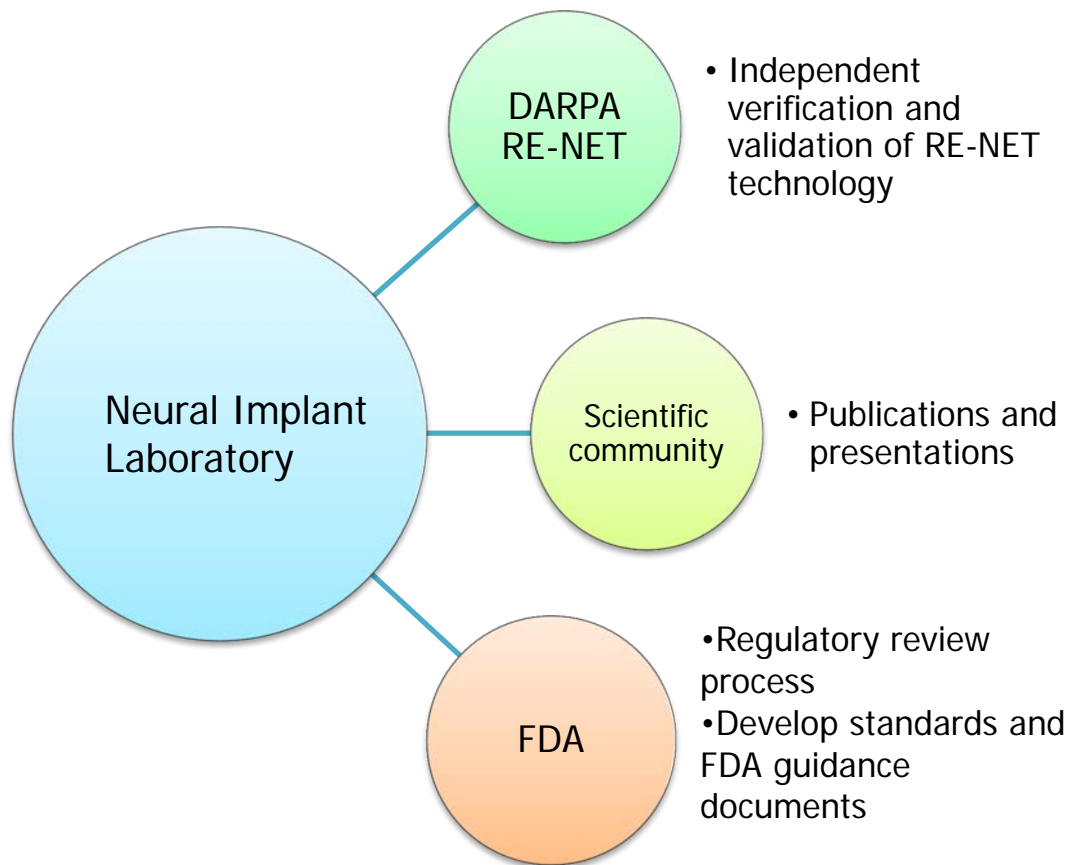 DARPA
RE-NET
• Independent
verification and
validation of RE-NET
technology
Neural Implant
Laboratory
Scientific
community
• Publications and
presentations
FDA
•Regulatory review
process
•Develop standards and
FDA guidance
documents